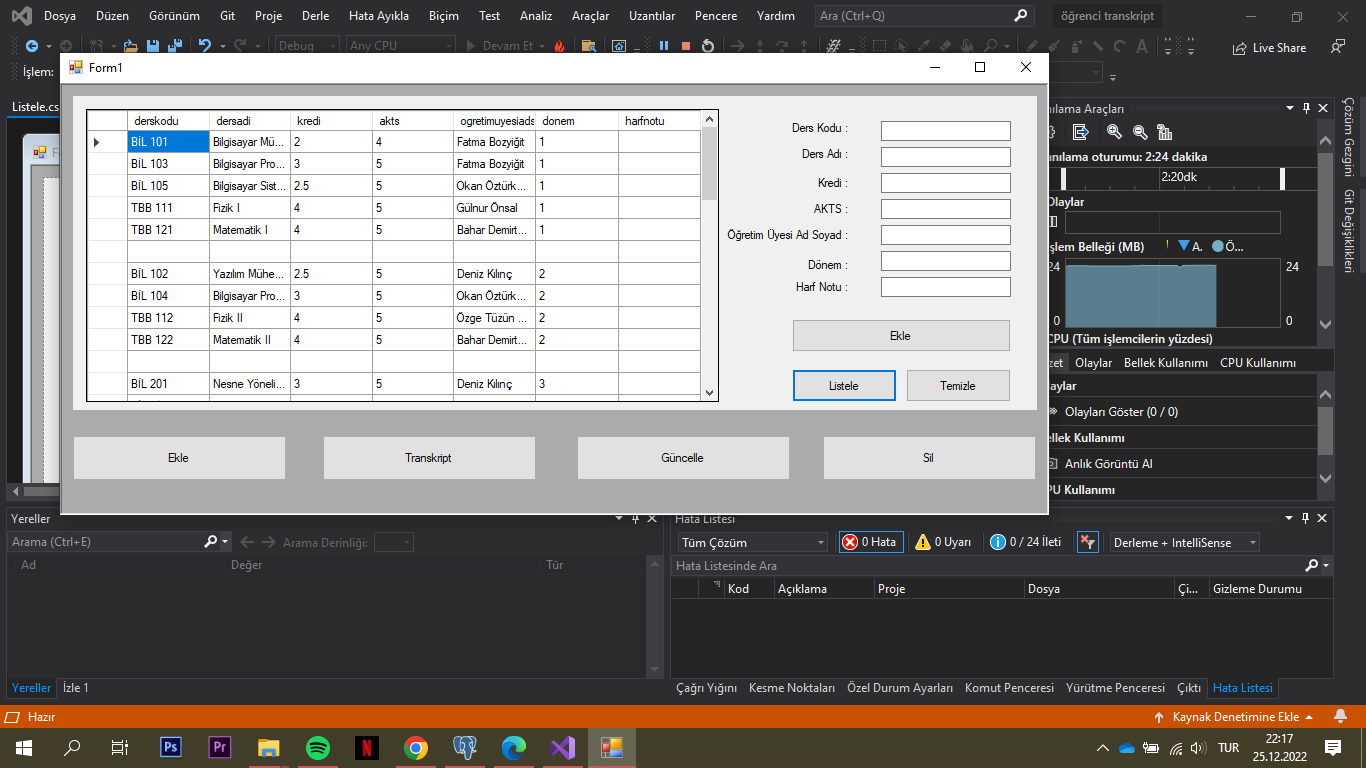 Dosya Düzen Görünüm Git Proje Derle Hata Ayıkla Biçim Test Analiz Araçlar Uzantılar Pencere Yardım Ara (Ctrl+Q) öğrenci transkript
Debug Any CPU Devam Et Live Share
İşlem:
Form1
Listele.cs
derskodu dersadi kredi akts ogretimuyesiads donem harfnotu
BİL 101 Bilgisayar Mü... 2 4 Fatma Bozyiğit 1
BİL 103 Bilgisayar Pro... 3 5 Fatma Bozyiğit 1
BİL 105 Bilgisayar Sist... 2.5 5 Okan Öztürk... 1
TBB 111 Fizik I 4 5 Gülnur Önsal 1
TBB 121 Matematik I 4 5 Bahar Demirt... 1
BİL 102 Yazılım Mühe... 2.5 5 Deniz Kılınç 2
BİL 104 Bilgisayar Pro... 3 5 Okan Öztürk... 2
TBB 112 Fizik II 4 5 Özge Tüzün ... 2
TBB 122 Matematik II 4 5 Bahar Demirt... 2
BİL 201 Nesne Yöneli... 3 5 Deniz Kılınç 3
Ders Kodu :
Ders Adı :
Kredi :
AKTS :
Öğretim Üyesi Ad Soyad :
Dönem :
Harf Notu :
Ekle
Listele Temizle
Ekle Transkript Güncelle Sil
nılama Araçları
anılama oturumu: 2:24 dakika
2:20dk
Olaylar
şlem Belleği (MB) A. Ö...
24 24
0 0
CPU (Tüm işlemcilerin yüzdesi)
zet Olaylar Bellek Kullanımı CPU Kullanımı
aylar
Olayları Göster (0 / 0)
ellek Kullanımı
Anlık Görüntü Al
PU Kullanımı
Çözüm Gezgini
Git Değişiklikleri
Yereller
Arama (Ctrl+E) Arama Derinliği:
Ad Değer Tür
Yereller İzle 1
Hata Listesi
Tüm Çözüm 0 Hata 0 Uyarı 0 / 24 İleti Derleme + IntelliSense
Hata Listesinde Ara
Kod Açıklama Proje Dosya Çi... Gizleme Durumu
Çağrı Yığını Kesme Noktaları Özel Durum Ayarları Komut Penceresi Yürütme Penceresi Çıktı Hata Listesi
Hazır Kaynak Denetimine Ekle
Ps Pr N TUR 22:17
25.12.2022